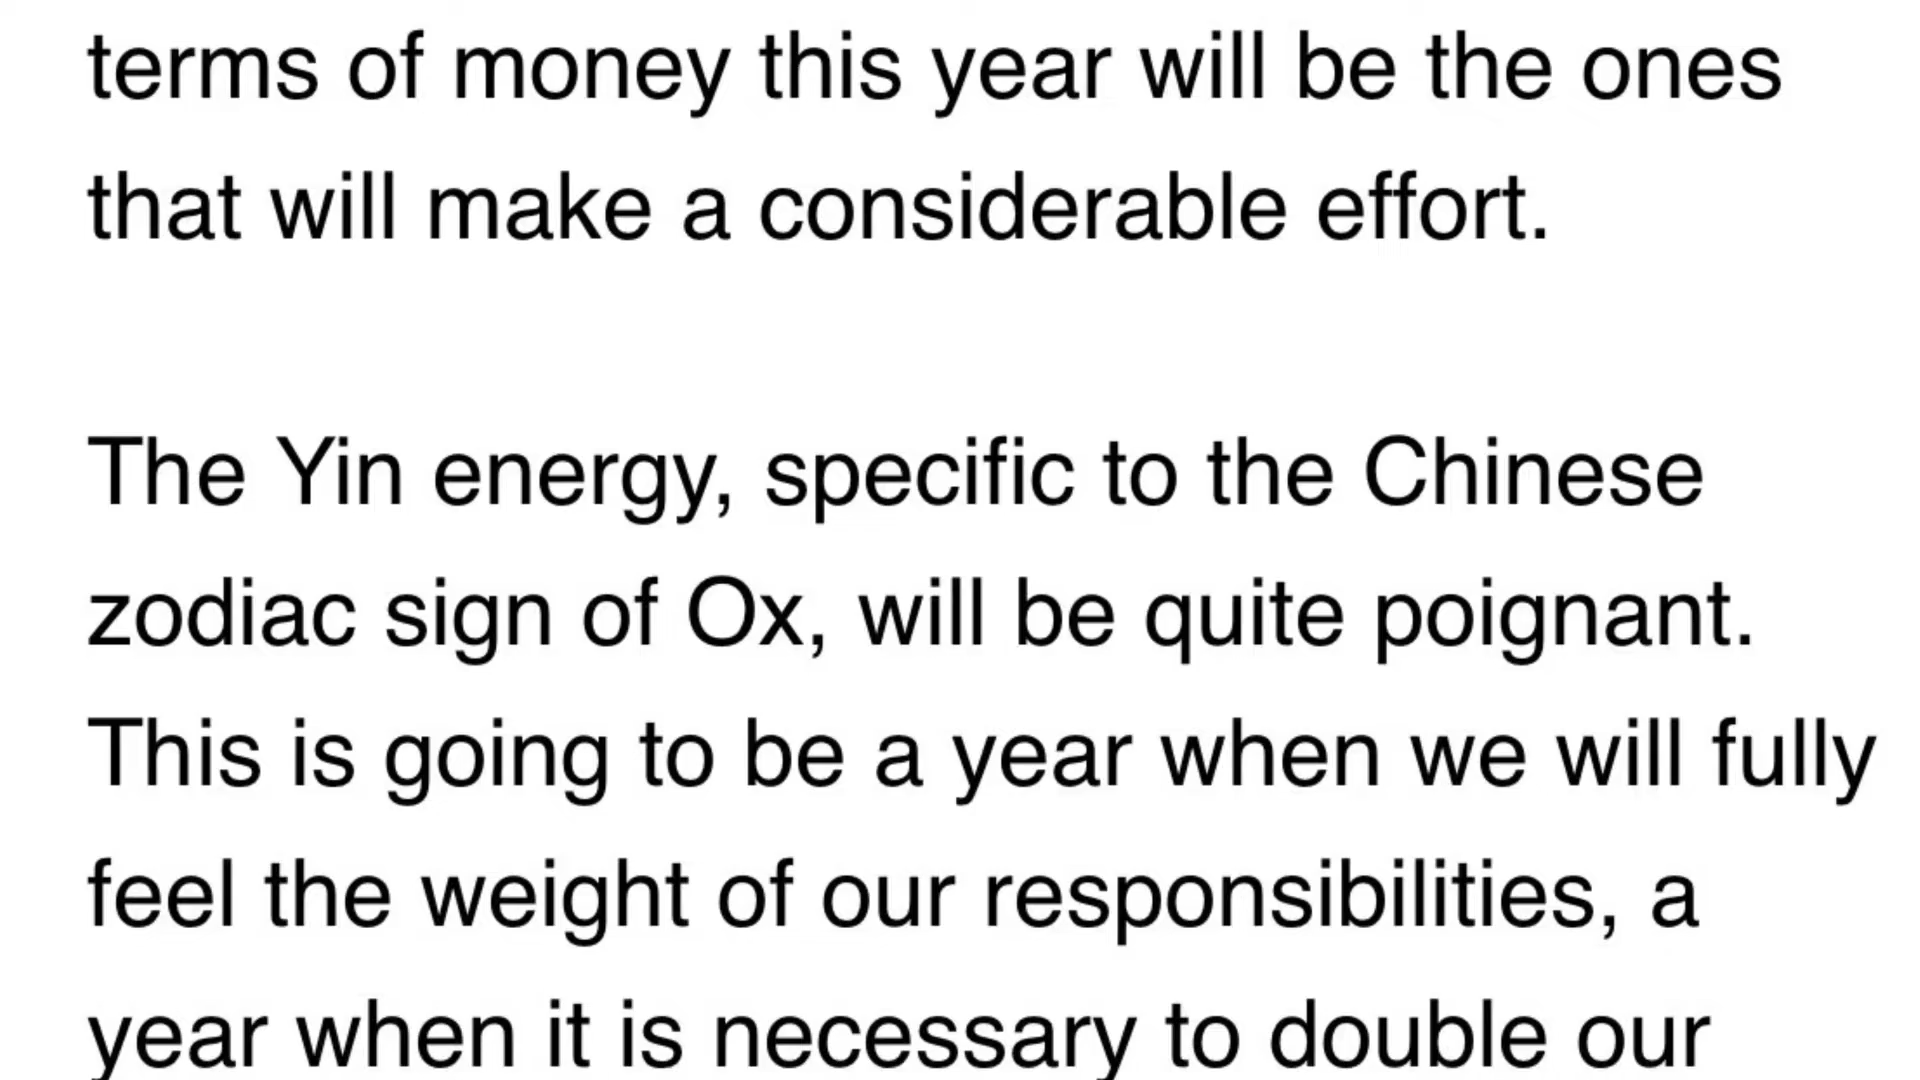 terms of money this year will be the ones
that will make a considerable effort.
The Yin energy, specific to the Chinese
zodiac sign of Ox, will be quite poignant.
This is going to be a year when we will fully
feel the weight of our responsibilities, a
year when it is necessary to double our